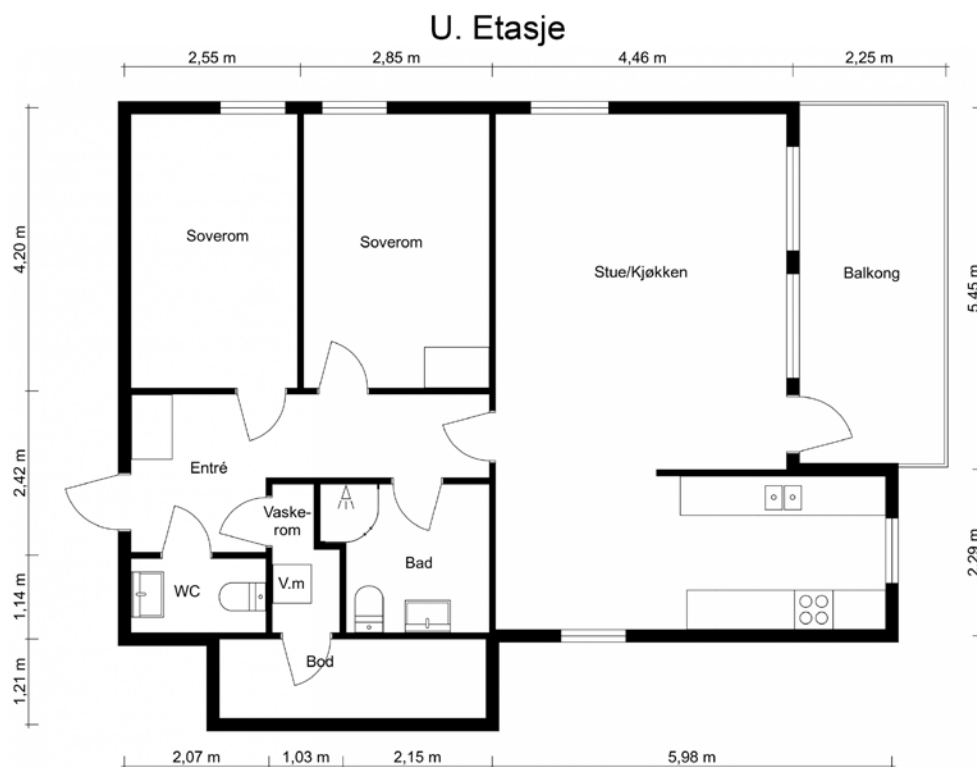 U. Etasje
2,55 m
2,85 m
4,46 m
2,25 m
4,20 m
Soverom
Soverom
Stue/Kjøkken
Balkong
5,45 m
2,42 m
Entré
Vaske-
rom
Bad
2,29 m
1,14 m
WC
V.m
1,21 m
Bod
2,07 m
1,03 m
2,15 m
5,98 m